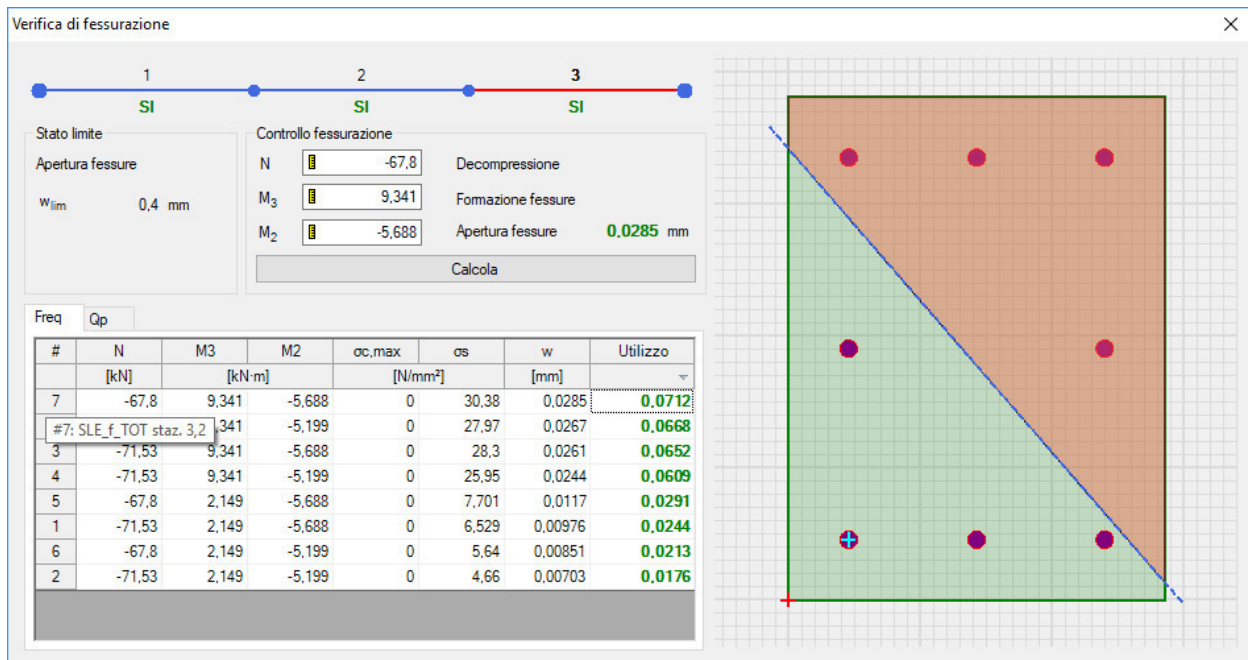 Verifica di fessurazione
1 2 3
SI SI SI
Stato limite
Apertura fessure
wlim 0,4 mm
Controllo fessurazione
N -67,8 Decompressione
M3 9,341 Formazione fessure
M2 -5,688 Apertura fessure 0,0285 mm
Calcola
Freq Qp
# N M3 M2 σc,max σs w Utilizzo
[kN] [kN·m] [N/mm²] [mm]
7 -67,8 9,341 -5,688 0 30,38 0,0285 0,0712
#7: SLE_f_TOT staz. 3,2 ,341 -5,199 0 27,97 0,0267 0,0668
3 -71,53 9,341 -5,688 0 28,3 0,0261 0,0652
4 -71,53 9,341 -5,199 0 25,95 0,0244 0,0609
5 -67,8 2,149 -5,688 0 7,701 0,0117 0,0291
1 -71,53 2,149 -5,688 0 6,529 0,00976 0,0244
6 -67,8 2,149 -5,199 0 5,64 0,00851 0,0213
2 -71,53 2,149 -5,199 0 4,66 0,00703 0,0176